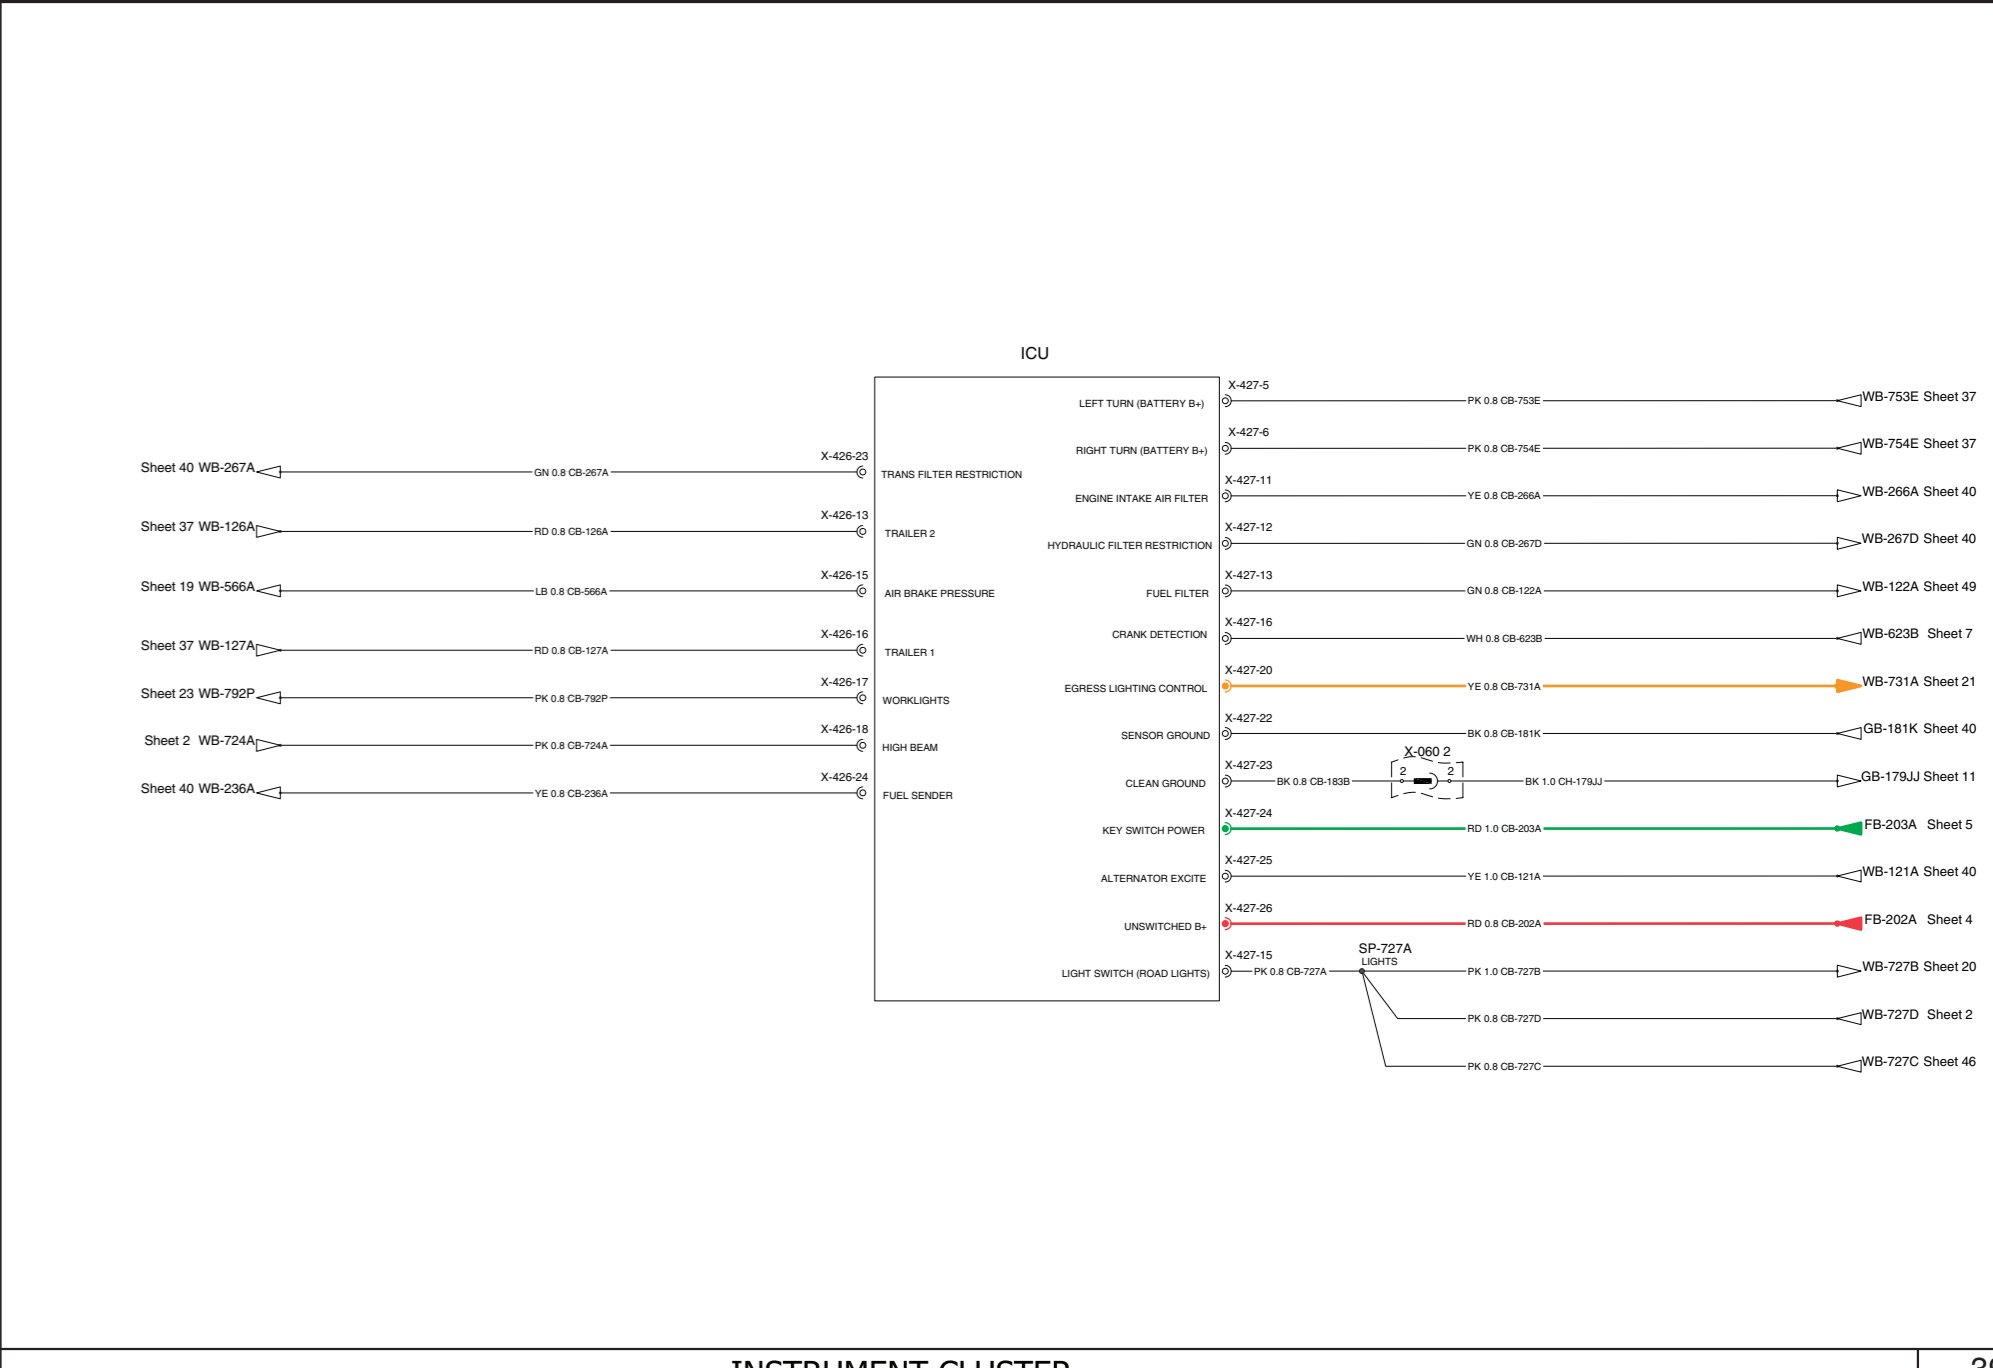 ICU
Sheet 40 WB-267A
GN 0.8 CB-267A
X-426-23
TRANS FILTER RESTRICTION
Sheet 37 WB-126A
RD 0.8 CB-126A
X-426-13
TRAILER 2
Sheet 19 WB-566A
LB 0.8 CB-566A
X-426-15
AIR BRAKE PRESSURE
Sheet 37 WB-127A
RD 0.8 CB-127A
X-426-16
TRAILER 1
Sheet 23 WB-792P
PK 0.8 CB-792P
X-426-17
WORKLIGHTS
Sheet 2 WB-724A
PK 0.8 CB-724A
X-426-18
HIGH BEAM
Sheet 40 WB-236A
YE 0.8 CB-236A
X-426-24
FUEL SENDER
LEFT TURN (BATTERY B+)
X-427-5
PK 0.8 CB-753E
WB-753E Sheet 37
RIGHT TURN (BATTERY B+)
X-427-6
PK 0.8 CB-754E
WB-754E Sheet 37
ENGINE INTAKE AIR FILTER
X-427-11
YE 0.8 CB-266A
WB-266A Sheet 40
HYDRAULIC FILTER RESTRICTION
X-427-12
GN 0.8 CB-267D
WB-267D Sheet 40
FUEL FILTER
X-427-13
GN 0.8 CB-122A
WB-122A Sheet 49
CRANK DETECTION
X-427-16
WH 0.8 CB-623B
WB-623B Sheet 7
EGRESS LIGHTING CONTROL
X-427-20
YE 0.8 CB-731A
WB-731A Sheet 21
SENSOR GROUND
X-427-22
BK 0.8 CB-181K
GB-181K Sheet 40
CLEAN GROUND
X-427-23
BK 0.8 CB-183B
X-060 2
2 2
BK 1.0 CH-179JJ
GB-179JJ Sheet 11
KEY SWITCH POWER
X-427-24
RD 1.0 CB-203A
FB-203A Sheet 5
ALTERNATOR EXCITE
X-427-25
YE 1.0 CB-121A
WB-121A Sheet 40
UNSWITCHED B+
X-427-26
RD 0.8 CB-202A
FB-202A Sheet 4
LIGHT SWITCH (ROAD LIGHTS)
X-427-15
PK 0.8 CB-727A
SP-727A
LIGHTS
PK 1.0 CB-727B
WB-727B Sheet 20
PK 0.8 CB-727D
WB-727D Sheet 2
PK 0.8 CB-727C
WB-727C Sheet 46
INSTRUMENT CLUSTER